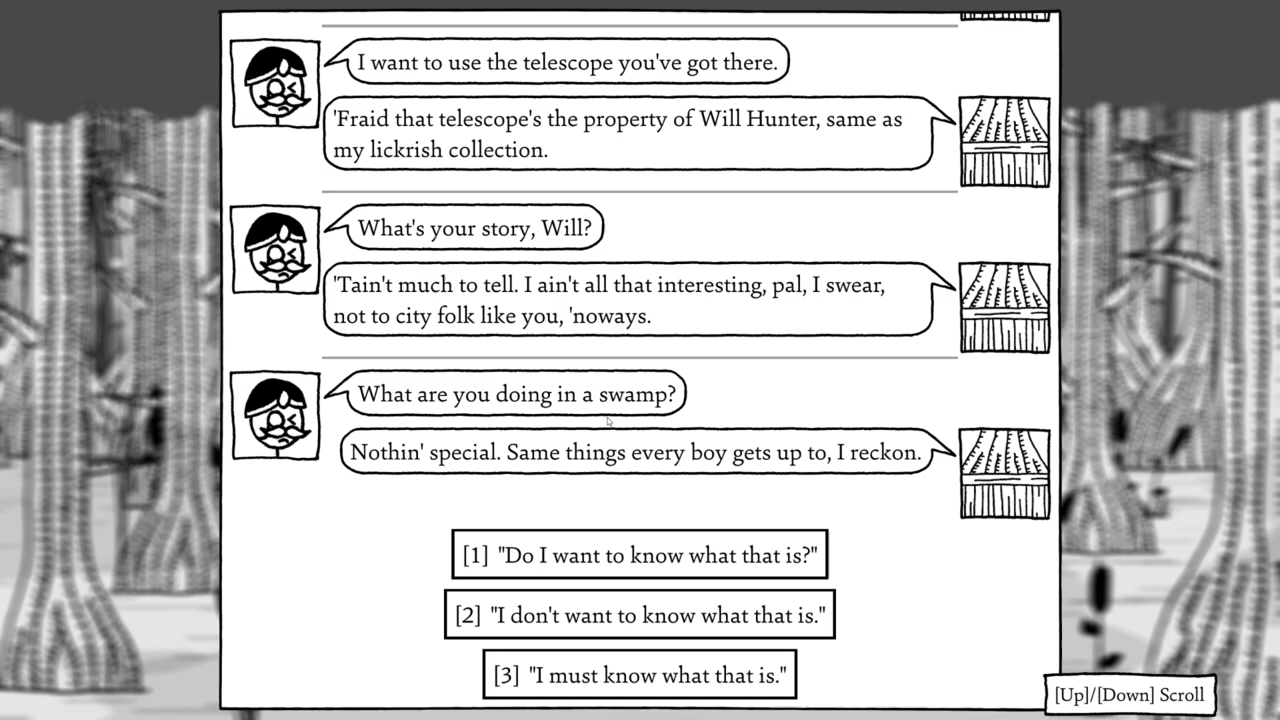 I want to use the telescope you've got there.
'Fraid that telescope's the property of Will Hunter, same as
my lickrish collection.
What's your story, Will?
'Tain't much to tell. I ain't all that interesting, pal, I swear,
not to city folk like you, 'noways.
What are you doing in a swamp?
Nothin' special. Same things every boy gets up to, I reckon.
[1] "Do I want to know what that is?"
[2] "I don't want to know what that is."
[3] "I must know what that is."
[Up]/[Down] Scroll